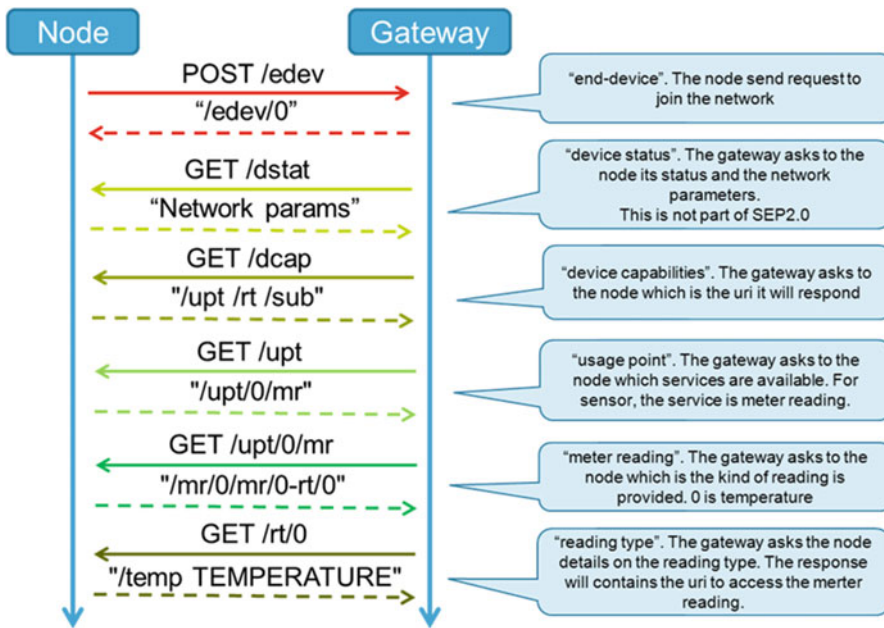 Node
Gateway
POST /edev
“/edev/0”
“end-device”. The node send request to
join the network
GET /dstat
“Network params”
“device status”. The gateway asks to the
node its status and the network
parameters.
This is not part of SEP2.0
GET /dcap
"/upt /rt /sub"
“device capabilities”. The gateway asks to
the node which is the uri it will respond
GET /upt
"/upt/0/mr"
“usage point”. The gateway asks to the
node which services are available. For
sensor, the service is meter reading.
GET /upt/0/mr
"/mr/0/mr/0-rt/0"
“meter reading”. The gateway asks to the
node which is the kind of reading is
provided. 0 is temperature
GET /rt/0
"/temp TEMPERATURE"
“reading type”. The gateway asks the node
details on the reading type. The response
will contains the uri to access the merter
reading.